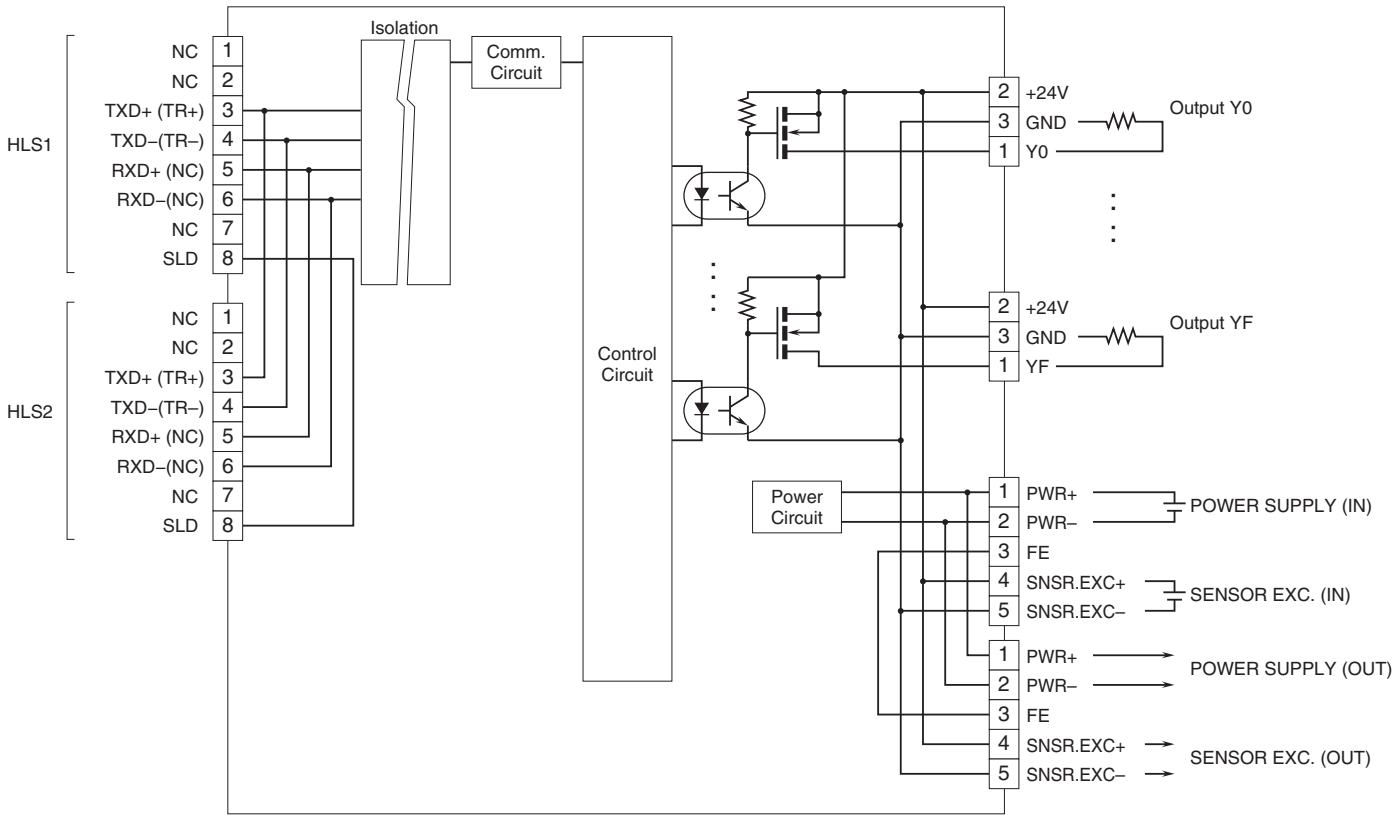 Isolation
Comm.
Circuit
Control
Circuit
Power
Circuit
HLS1
NC 1
NC 2
TXD+ (TR+) 3
TXD−(TR−) 4
RXD+ (NC) 5
RXD−(NC) 6
NC 7
SLD 8
HLS2
NC 1
NC 2
TXD+ (TR+) 3
TXD−(TR−) 4
RXD+ (NC) 5
RXD−(NC) 6
NC 7
SLD 8
2 +24V
3 GND
1 Y0
Output Y0
2 +24V
3 GND
1 YF
Output YF
1 PWR+
2 PWR−
POWER SUPPLY (IN)
3 FE
4 SNSR.EXC+
5 SNSR.EXC−
SENSOR EXC. (IN)
1 PWR+
2 PWR−
POWER SUPPLY (OUT)
3 FE
4 SNSR.EXC+
5 SNSR.EXC−
SENSOR EXC. (OUT)